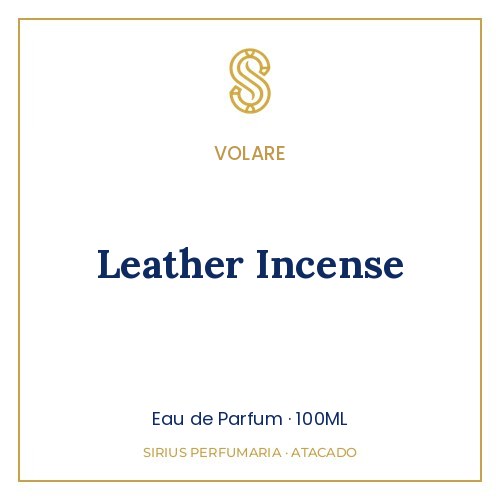 VOLARE
Leather Incense
Eau de Parfum · 100ML
SIRIUS PERFUMARIA · ATACADO